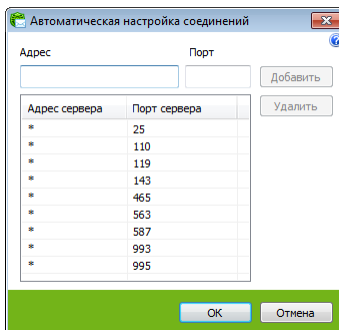 Автоматическая настройка соединений
Адрес Порт
Добавить
Адрес сервера Порт сервера
Удалить
* 25
* 110
* 119
* 143
* 465
* 563
* 587
* 993
* 995
OK Отмена